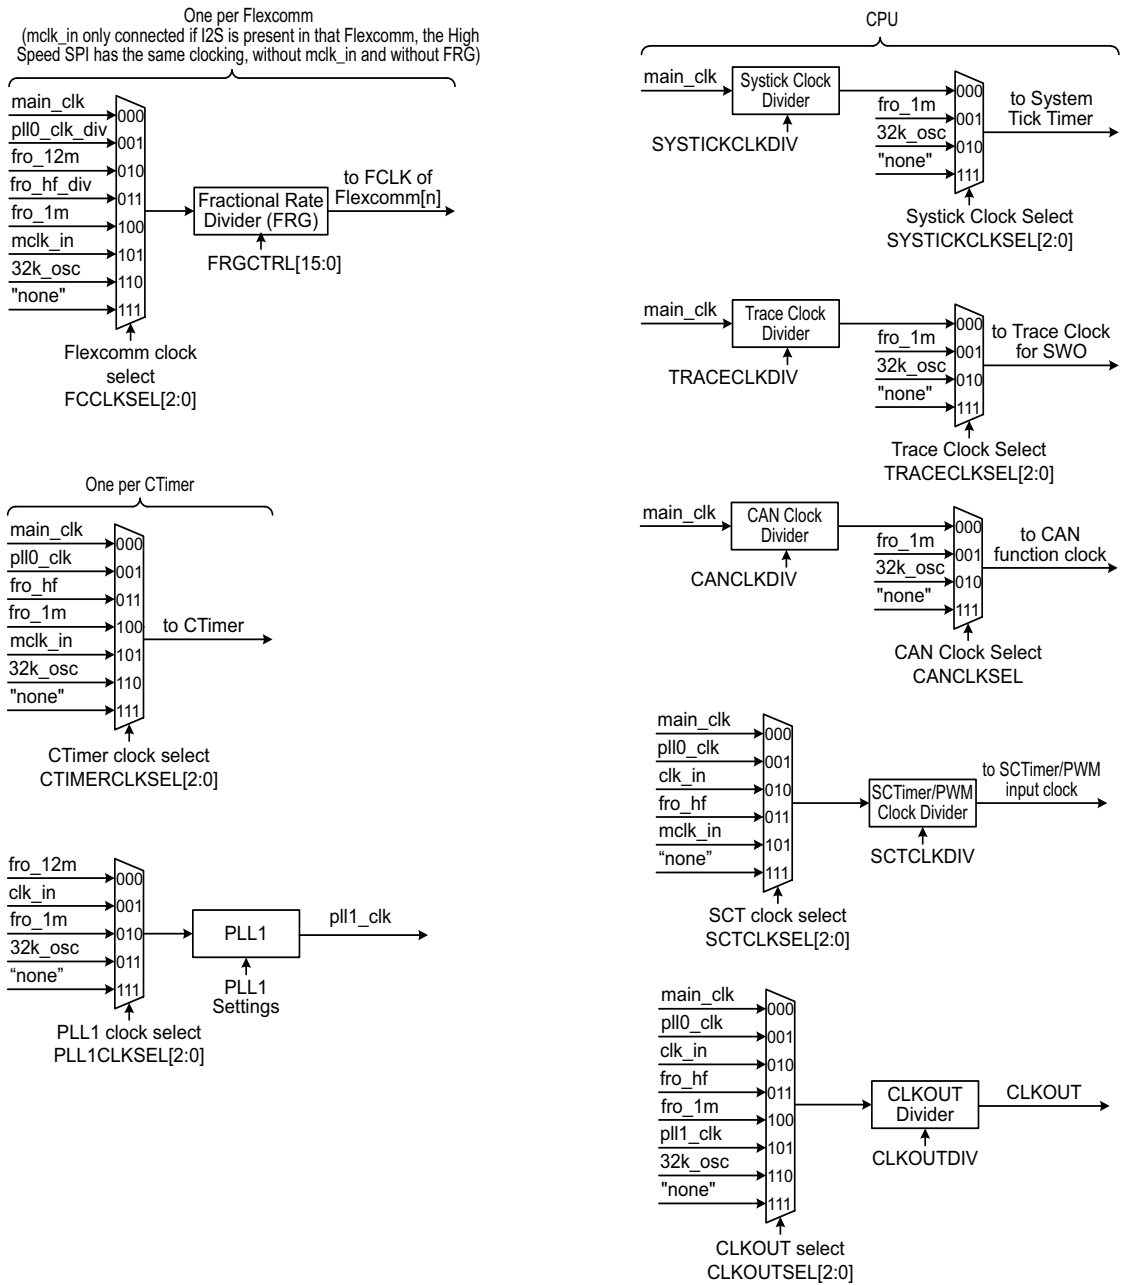 One per Flexcomm
(mclk_in only connected if I2S is present in that Flexcomm, the High
Speed SPI has the same clocking, without mclk_in and without FRG)
main_clk
000
pll0_clk_div
001
fro_12m
010
fro_hf_div
011
fro_1m
100
mclk_in
101
32k_osc
110
"none"
111
Fractional Rate
Divider (FRG)
to FCLK of
Flexcomm[n]
FRGCTRL[15:0]
Flexcomm clock
select
FCCLKSEL[2:0]
One per CTimer
main_clk
000
pll0_clk
001
fro_hf
011
fro_1m
100
mclk_in
101
32k_osc
110
"none"
111
to CTimer
CTimer clock select
CTIMERCLKSEL[2:0]
fro_12m
000
clk_in
001
fro_1m
010
32k_osc
011
“none”
111
PLL1
pll1_clk
PLL1
Settings
PLL1 clock select
PLL1CLKSEL[2:0]
CPU
main_clk
Systick Clock
Divider
SYSTICKCLKDIV
000
fro_1m
001
32k_osc
010
"none"
111
to System
Tick Timer
Systick Clock Select
SYSTICKCLKSEL[2:0]
main_clk
Trace Clock
Divider
TRACECLKDIV
000
fro_1m
001
32k_osc
010
"none"
111
to Trace Clock
for SWO
Trace Clock Select
TRACECLKSEL[2:0]
main_clk
CAN Clock
Divider
CANCLKDIV
000
fro_1m
001
32k_osc
010
"none"
111
to CAN
function clock
CAN Clock Select
CANCLKSEL
main_clk
000
pll0_clk
001
clk_in
010
fro_hf
011
mclk_in
101
“none”
111
SCTimer/PWM
Clock Divider
to SCTimer/PWM
input clock
SCTCLKDIV
SCT clock select
SCTCLKSEL[2:0]
main_clk
000
pll0_clk
001
clk_in
010
fro_hf
011
fro_1m
100
pll1_clk
101
32k_osc
110
"none"
111
CLKOUT
Divider
CLKOUT
CLKOUTDIV
CLKOUT select
CLKOUTSEL[2:0]